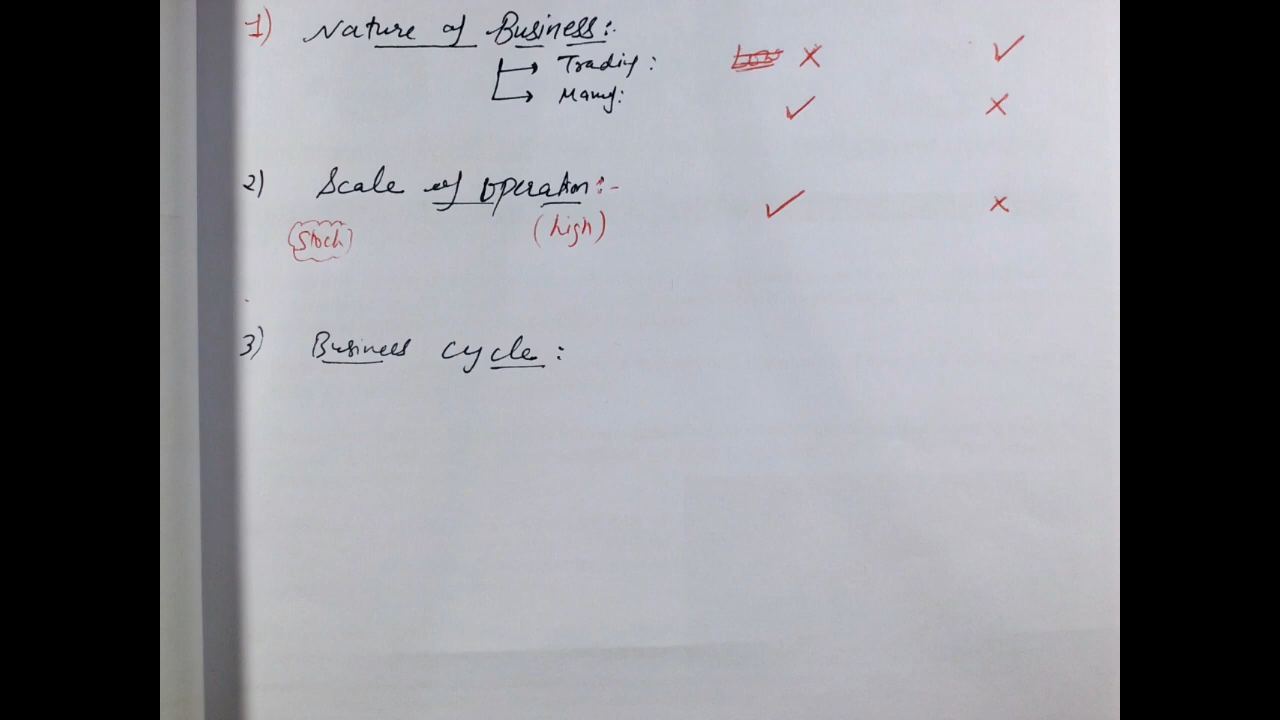 1) Nature of Business:-
→ Trading : ✗ ✓
→ Manuf: ✓ ✗
2) Scale of operation:- ✓ ✗
(Stock) (high)
3) Business cycle :